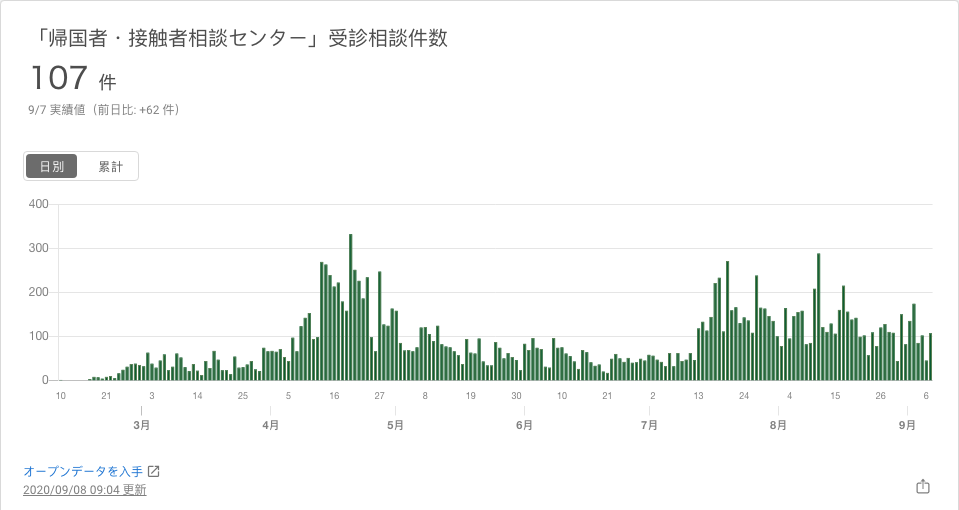 「帰国者・接触者相談センター」受診相談件数
107 件
9/7 実績値（前日比: +62 件）
日別 累計
400
300
200
100
0
10 21 3 14 25 5 16 27 8 19 30 10 21 2 13 24 4 15 26 6
3月 4月 5月 6月 7月 8月 9月
オープンデータを入手
2020/09/08 09:04 更新